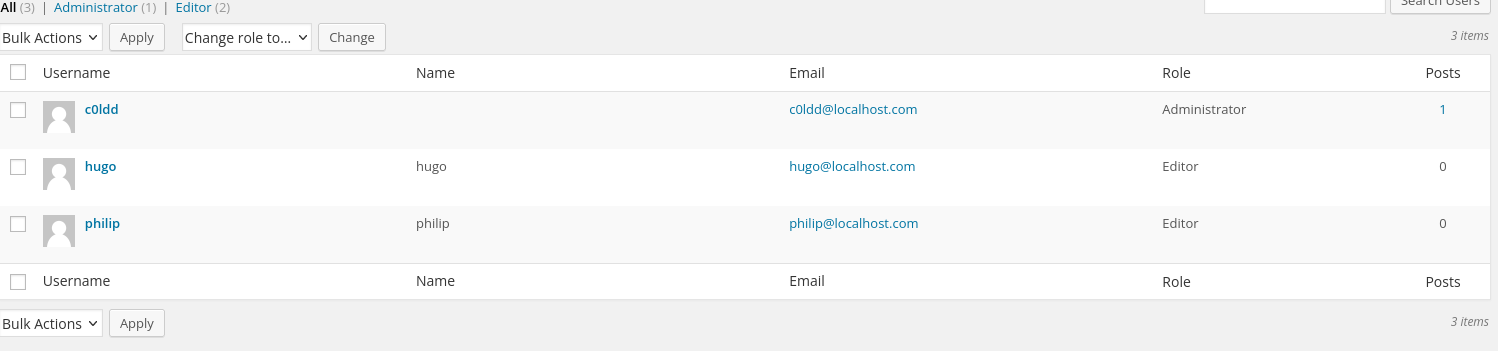 All (3) | Administrator (1) | Editor (2) Search Users
Bulk Actions Apply Change role to... Change 3 items
Username Name Email Role Posts
c0ldd c0ldd@localhost.com Administrator 1
hugo hugo hugo@localhost.com Editor 0
philip philip philip@localhost.com Editor 0
Username Name Email Role Posts
Bulk Actions Apply 3 items